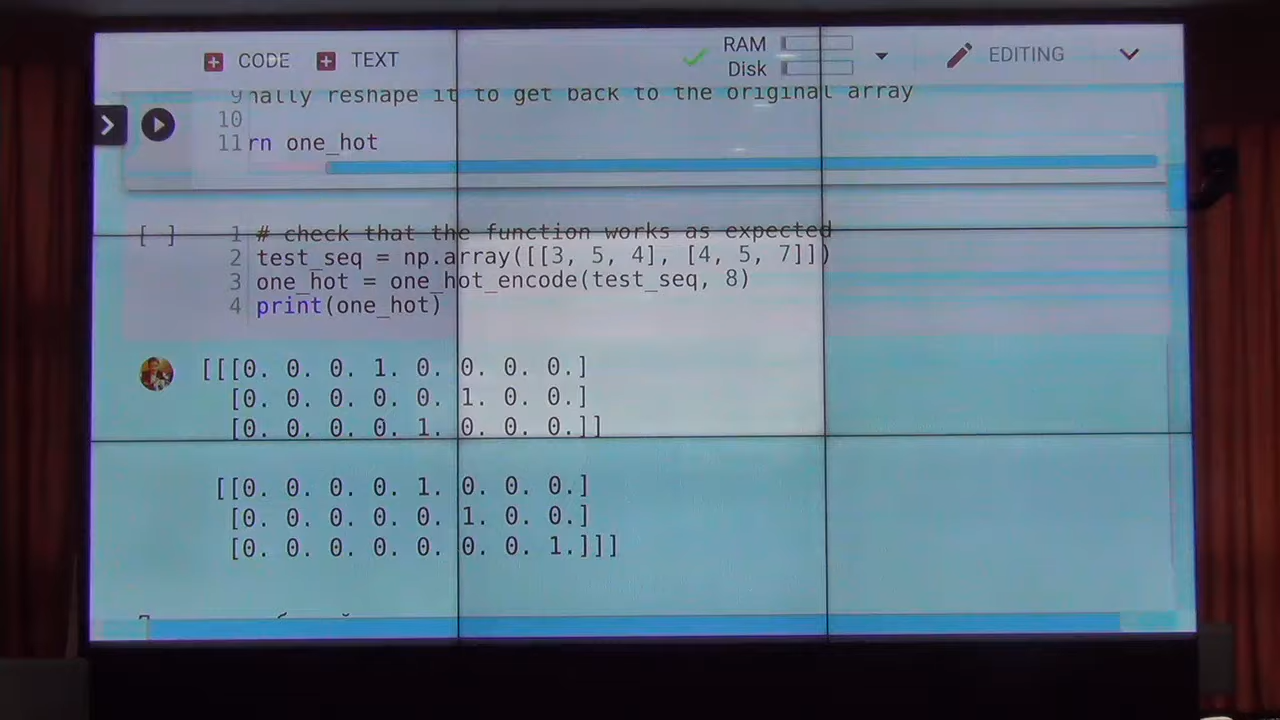 CODE TEXT RAM Disk EDITING
9 nally reshape it to get back to the original array
10
11 rn one_hot
[ ] 1 # check that the function works as expected
2 test_seq = np.array([[3, 5, 4], [4, 5, 7]])
3 one_hot = one_hot_encode(test_seq, 8)
4 print(one_hot)
[[[0. 0. 0. 1. 0. 0. 0. 0.]
[0. 0. 0. 0. 0. 1. 0. 0.]
[0. 0. 0. 0. 1. 0. 0. 0.]]
[[0. 0. 0. 0. 1. 0. 0. 0.]
[0. 0. 0. 0. 0. 1. 0. 0.]
[0. 0. 0. 0. 0. 0. 0. 1.]]]